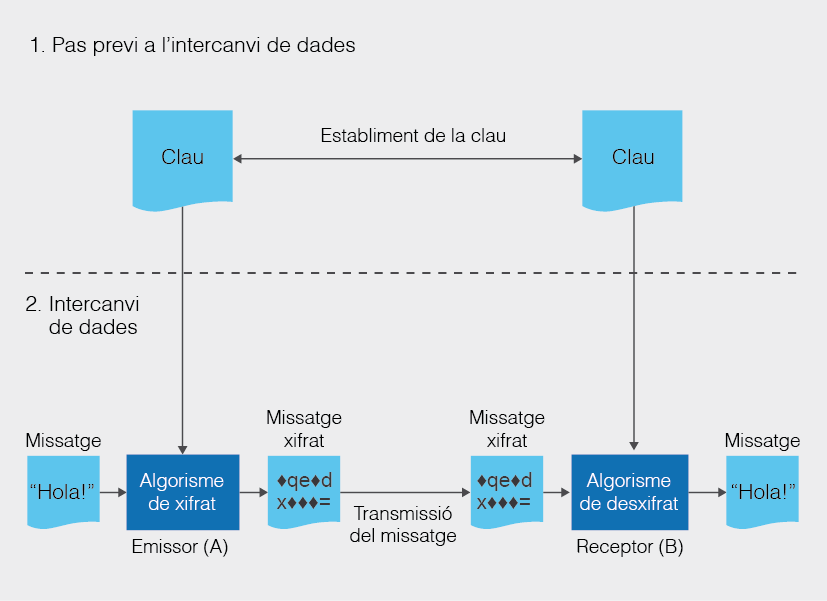 1. Pas previ a l’intercanvi de dades
Clau
Establiment de la clau
Clau
2. Intercanvi
de dades
Missatge
“Hola!”
Algorisme
de xifrat
Emissor (A)
Missatge
xifrat
♦qe♦d
x♦♦♦=
Transmissió
del missatge
Missatge
xifrat
♦qe♦d
x♦♦♦=
Algorisme
de desxifrat
Receptor (B)
Missatge
“Hola!”